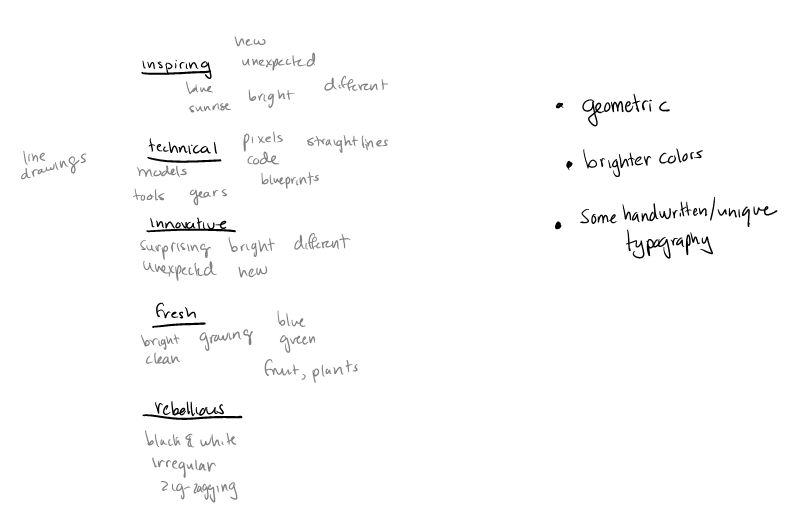 new
inspiring
unexpected
blue
sunrise
bright
different
line
drawings
technical
pixels
straight lines
code
models
blueprints
tools
gears
innovative
surprising bright different
unexpected new
fresh
bright growing
blue
green
clean
fruit, plants
rebellious
black & white
irregular
zig-zagging
• geometric
• brighter colors
• Some handwritten/unique
typography